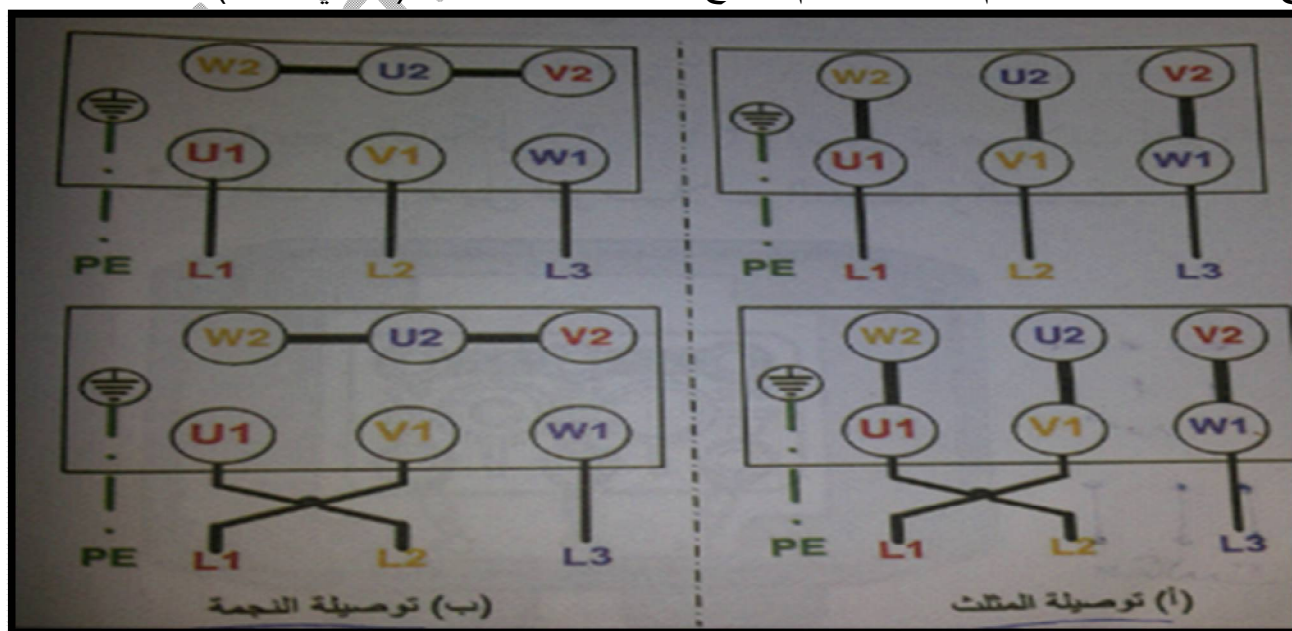 W2 U2 V2
U1 V1 W1
PE L1 L2 L3
W2 U2 V2
U1 V1 W1
PE L1 L2 L3
W2 U2 V2
U1 V1 W1
PE L1 L2 L3
W2 U2 V2
U1 V1 W1
PE L1 L2 L3
(أ) توصيلة المثلث
(ب) توصيلة النجمة